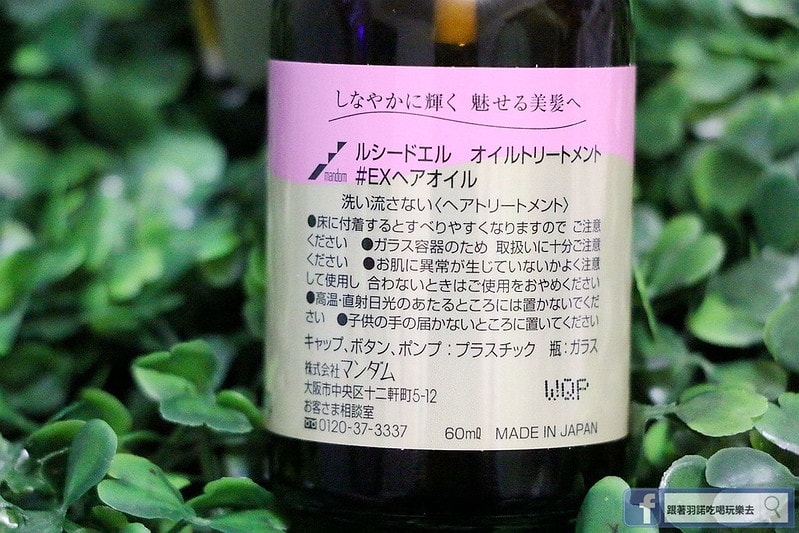 しなやかに輝く 魅せる美髪へ
mandom
ルシードエル オイルトリートメント
#EXヘアオイル
洗い流さない〈ヘアトリートメント〉
●床に付着するとすべりやすくなりますので ご注意
ください ●ガラス容器のため 取扱いに十分ご注意
ください ●お肌に異常が生じていないかよく注意
して使用し 合わないときはご使用をおやめください
●高温・直射日光のあたるところには置かないでくだ
さい ●子供の手の届かないところに置いてください
キャップ、ボタン、ポンプ：プラスチック 瓶：ガラス
株式会社マンダム
大阪市中央区十二軒町5-12
お客さま相談室
0120-37-3337
WQP
60mℓ MADE IN JAPAN
f 跟著羽諾吃喝玩樂去